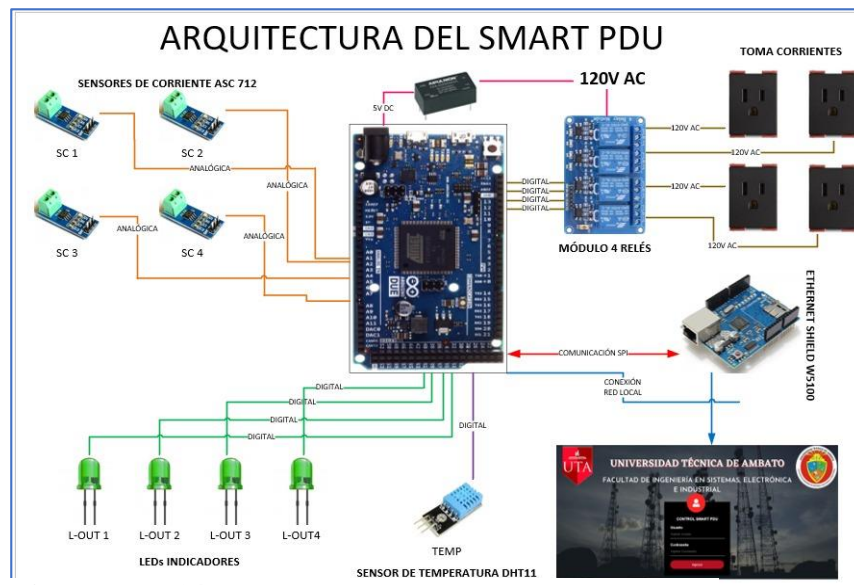 ARQUITECTURA DEL SMART PDU
SENSORES DE CORRIENTE ASC 712
SC 1
SC 2
ANALÓGICA
ANALÓGICA
ANALÓGICA
SC 3
SC 4
5V DC
120V AC
TOMA CORRIENTES
120V AC
120V AC
120V AC
120V AC
DIGITAL
DIGITAL
DIGITAL
DIGITAL
MÓDULO 4 RELÉS
DUE
ARDUINO
ETHERNET SHIELD W5100
COMUNICACIÓN SPI
CONEXIÓN
RED LOCAL
DIGITAL
DIGITAL
DIGITAL
DIGITAL
L-OUT 1
L-OUT 2
L-OUT 3
L-OUT4
LEDs INDICADORES
TEMP
SENSOR DE TEMPERATURA DHT11
UTA
UNIVERSIDAD TÉCNICA DE AMBATO
FACULTAD DE INGENIERÍA EN SISTEMAS, ELECTRÓNICA
E INDUSTRIAL
CONTROL SMART PDU